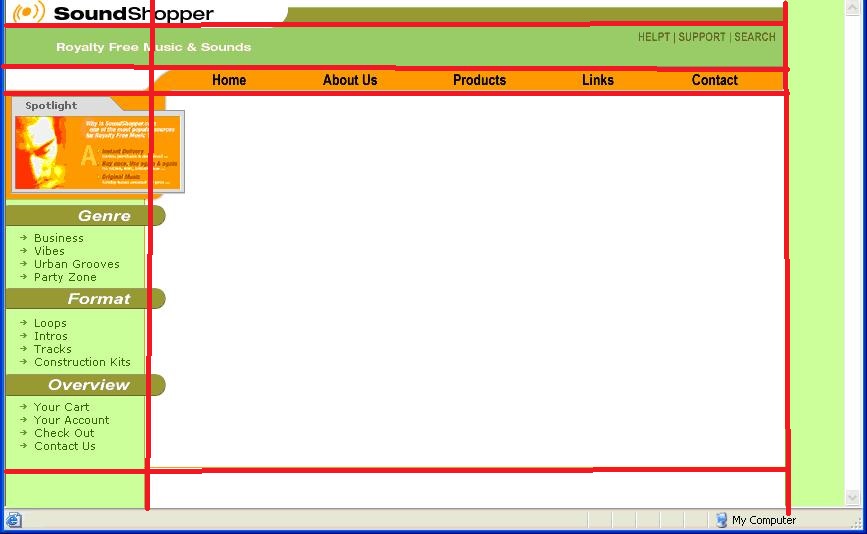 SoundShopper
Royalty Free Music & Sounds
HELPT | SUPPORT | SEARCH
Home About Us Products Links Contact
Spotlight
Why is SoundShopper.com
one of the most popular sources
for Royalty Free Music
A
Instant Delivery
Buy once, use again & again
Original Music
Genre
Business
Vibes
Urban Grooves
Party Zone
Format
Loops
Intros
Tracks
Construction Kits
Overview
Your Cart
Your Account
Check Out
Contact Us
My Computer